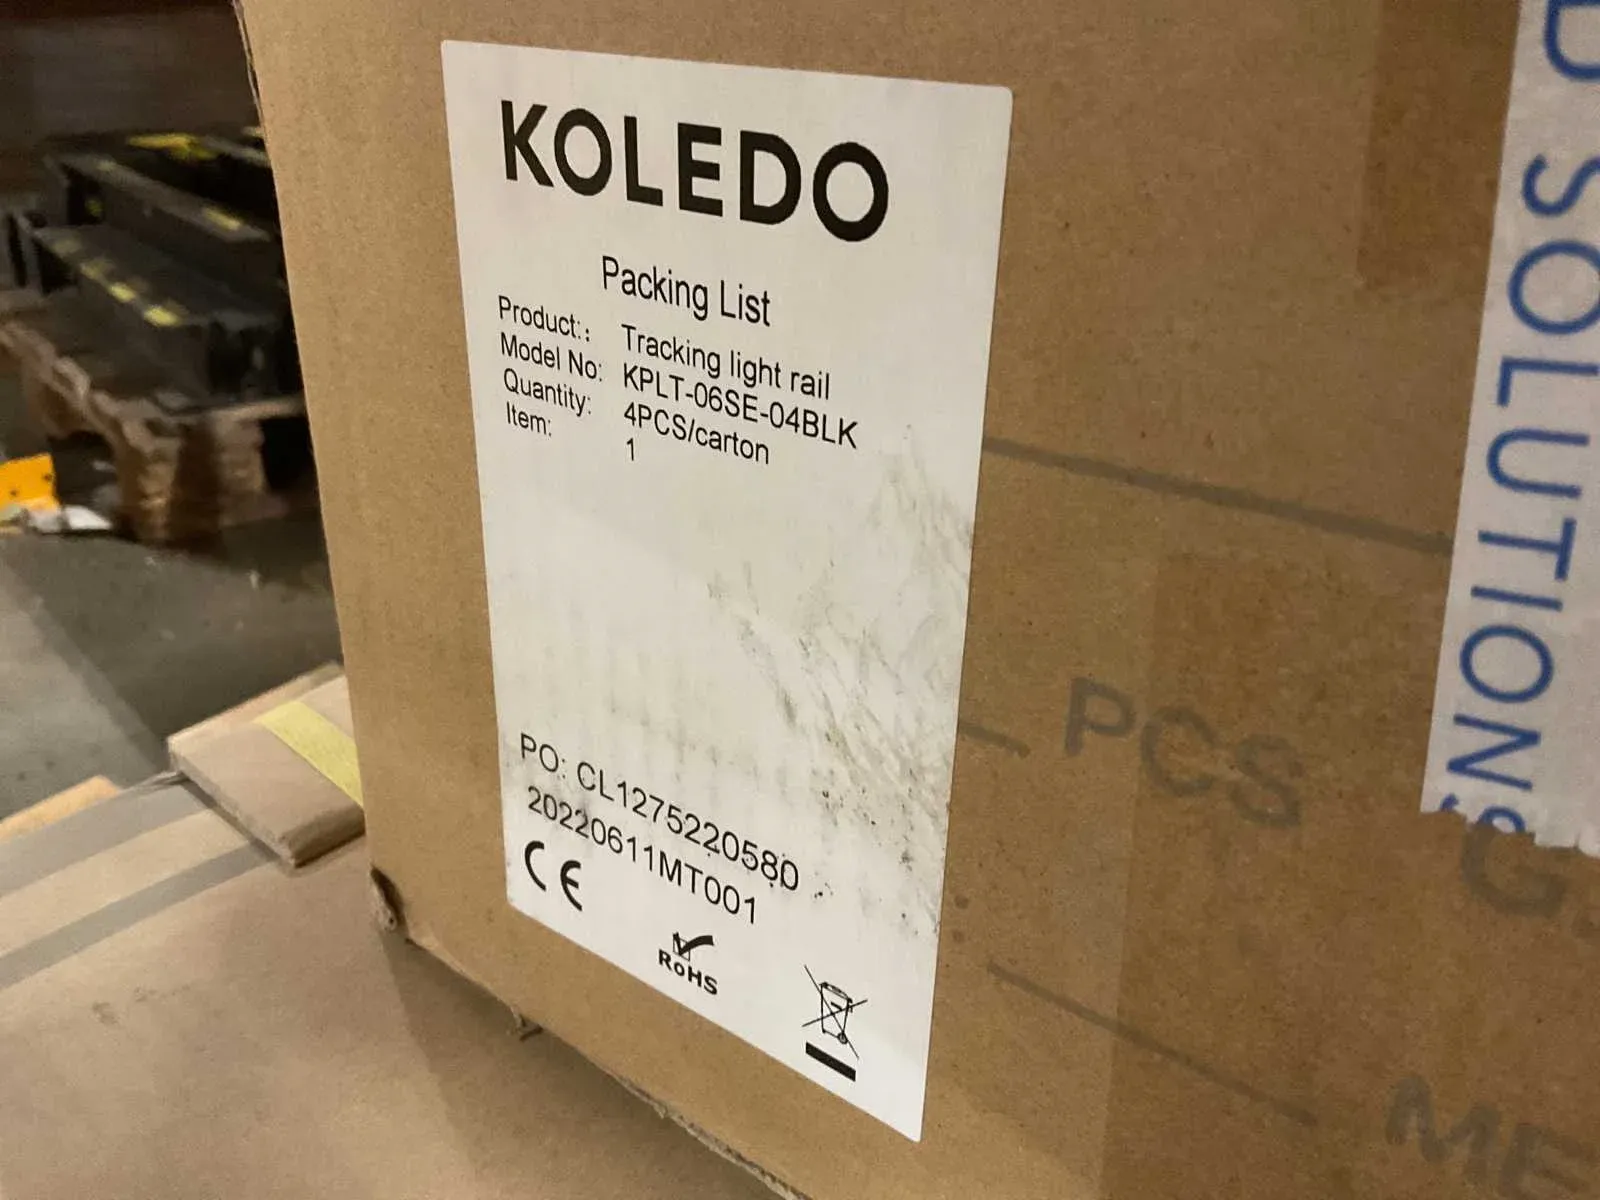 KOLEDO
Packing List
Product:: Tracking light rail
Model No: KPLT-06SE-04BLK
Quantity: 4PCS/carton
Item: 1
PO: CL1275220580
20220611MT001
CE
RoHS
PCS
D SOLUTIONS
G.
ME